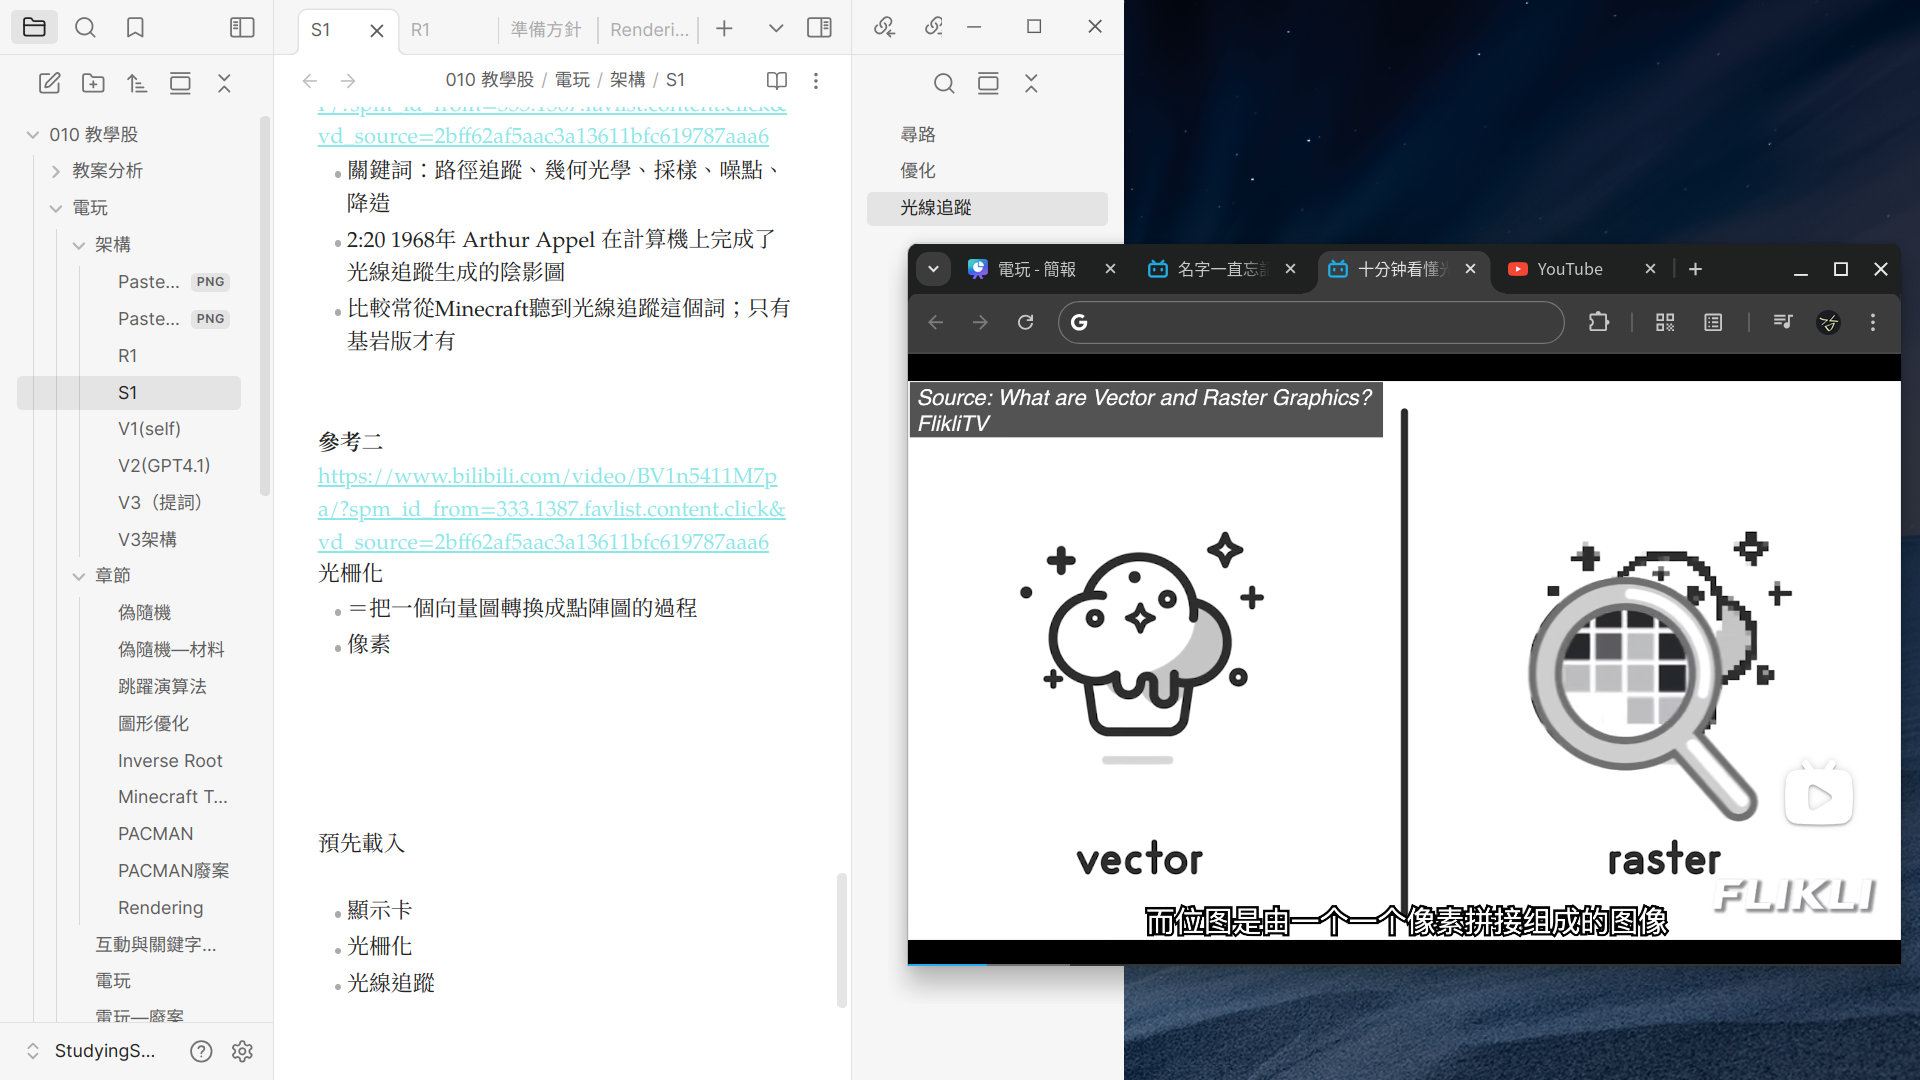 S1
R1
準備方針
Renderi...
010 教學股 / 電玩 / 架構 / S1
010 教學股
教案分析
電玩
架構
Paste... PNG
Paste... PNG
R1
S1
V1(self)
V2(GPT4.1)
V3（提詞）
V3架構
章節
偽隨機
偽隨機—材料
跳躍演算法
圖形優化
Inverse Root
Minecraft T...
PACMAN
PACMAN廢案
Rendering
互動與關鍵字...
電玩
電玩—廢案
StudyingS...
vd_source=2bff62af5aac3a13611bfc619787aaa6
關鍵詞：路徑追蹤、幾何光學、採樣、噪點、
降造
2:20 1968年 Arthur Appel 在計算機上完成了
光線追蹤生成的陰影圖
比較常從Minecraft聽到光線追蹤這個詞；只有
基岩版才有
參考二
https://www.bilibili.com/video/BV1n5411M7p
a/?spm_id_from=333.1387.favlist.content.click&
vd_source=2bff62af5aac3a13611bfc619787aaa6
光柵化
＝把一個向量圖轉換成點陣圖的過程
像素
預先載入
顯示卡
光柵化
光線追蹤
尋路
優化
光線追蹤
電玩 - 簡報
名字一直忘
十分钟看懂
YouTube
Source: What are Vector and Raster Graphics?
FlikliTV
vector
raster
FLIKLI
而位图是由一个一个像素拼接组成的图像